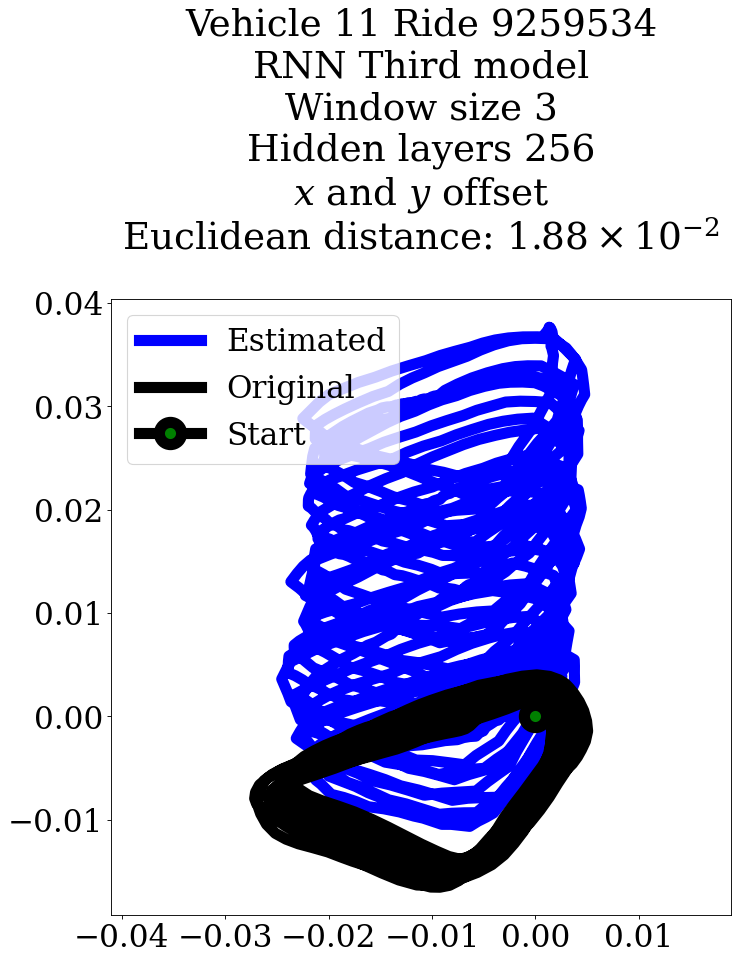 Vehicle 11 Ride 9259534
RNN Third model
Window size 3
Hidden layers 256
x and y offset
Euclidean distance: 1.88 × 10⁻²
Estimated
Original
Start
0.04
0.03
0.02
0.01
0.00
−0.01
−0.04 −0.03 −0.02 −0.01 0.00 0.01